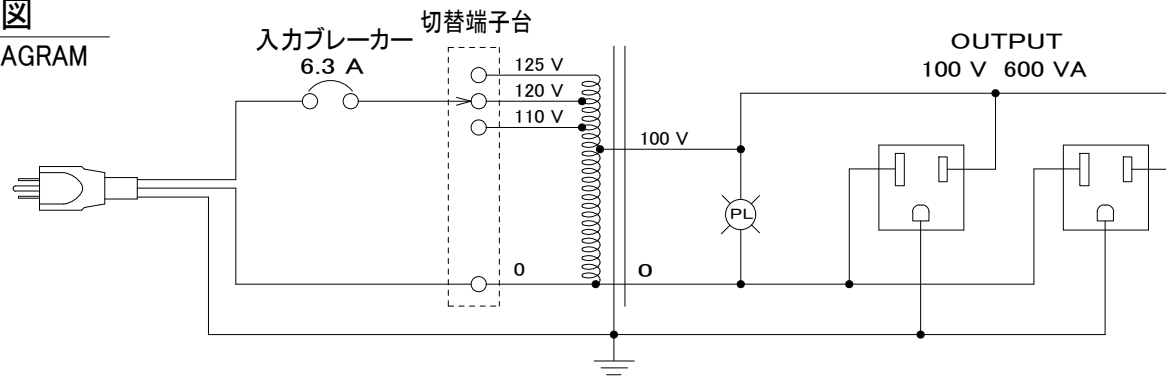 図
AGRAM
入力ブレーカー
6.3 A
切替端子台
125 V
120 V
110 V
0
100 V
0
PL
OUTPUT
100 V 600 VA